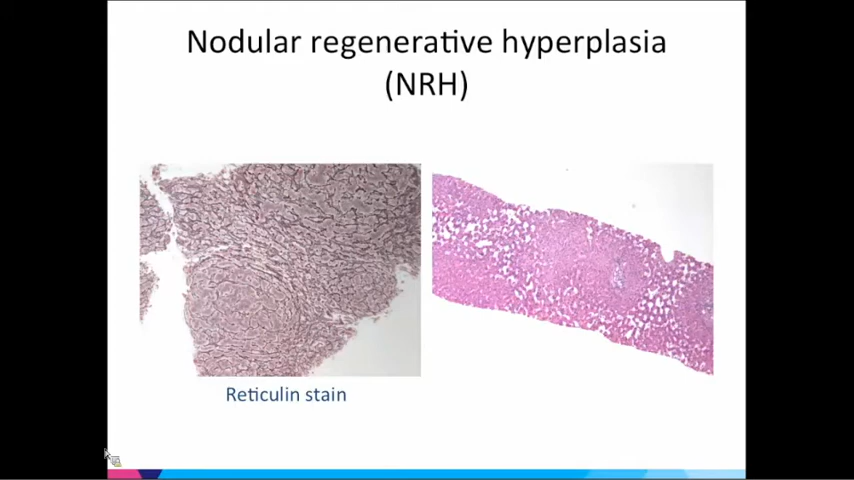 Nodular regenerative hyperplasia
(NRH)
Reticulin stain